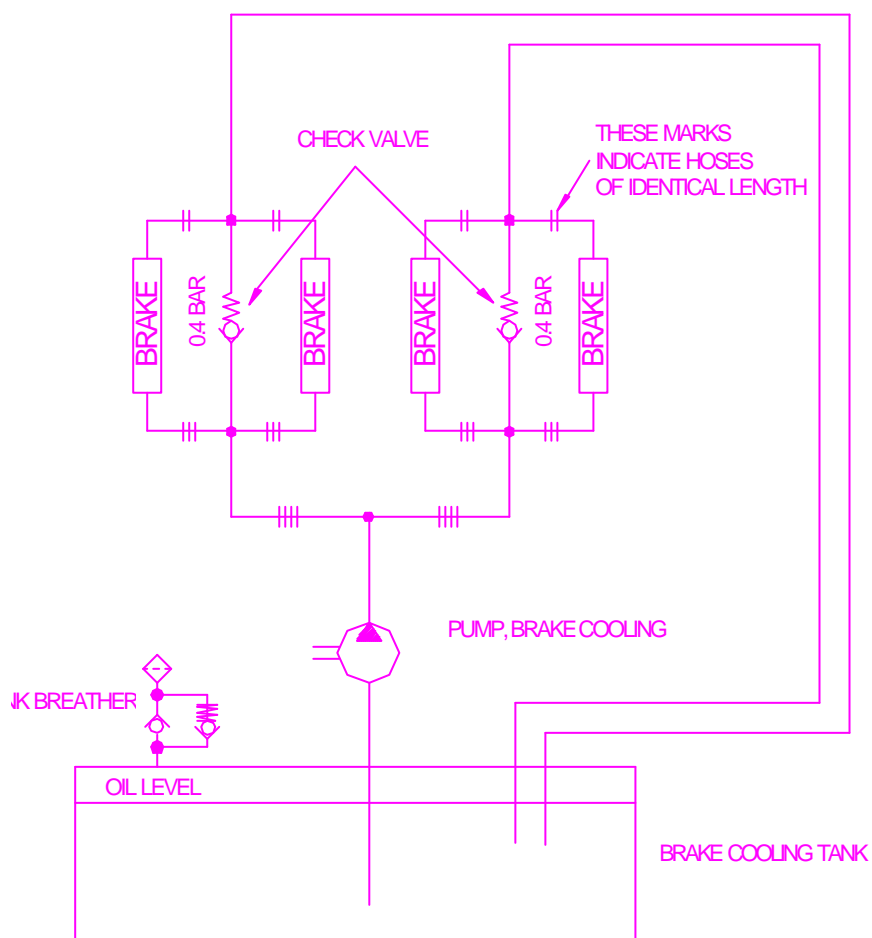 CHECK VALVE
THESE MARKS
INDICATE HOSES
OF IDENTICAL LENGTH
BRAKE
0.4 BAR
BRAKE
BRAKE
0.4 BAR
BRAKE
PUMP, BRAKE COOLING
NK BREATHER
OIL LEVEL
BRAKE COOLING TANK